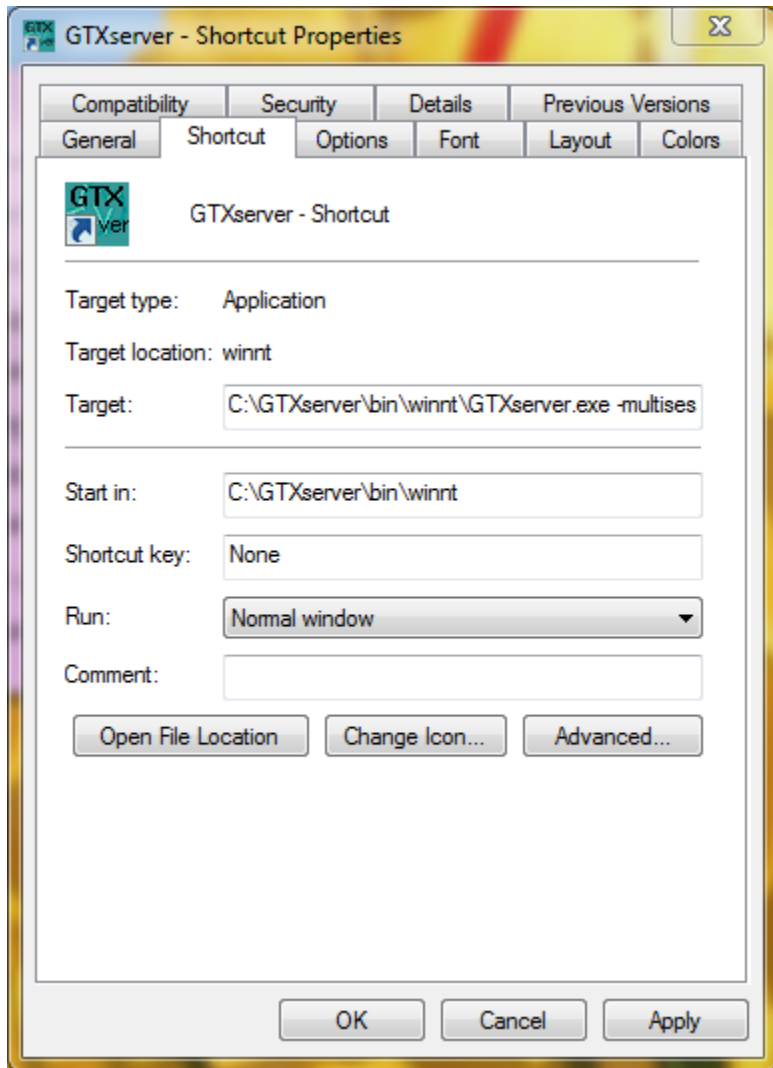 GTXserver - Shortcut Properties
Compatibility Security Details Previous Versions
General Shortcut Options Font Layout Colors
GTX
ver
GTXserver - Shortcut
Target type: Application
Target location: winnt
Target: C:\GTXserver\bin\winnt\GTXserver.exe -multises
Start in: C:\GTXserver\bin\winnt
Shortcut key: None
Run: Normal window
Comment:
Open File Location Change Icon... Advanced...
OK Cancel Apply